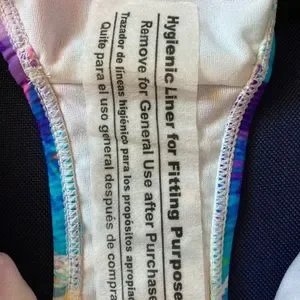 Hygienic Liner for Fitting Purpose
Remove for General Use after Purchase
Trazador de líneas higiénico para los propósitos apropia
Quite para el uso general después de compra